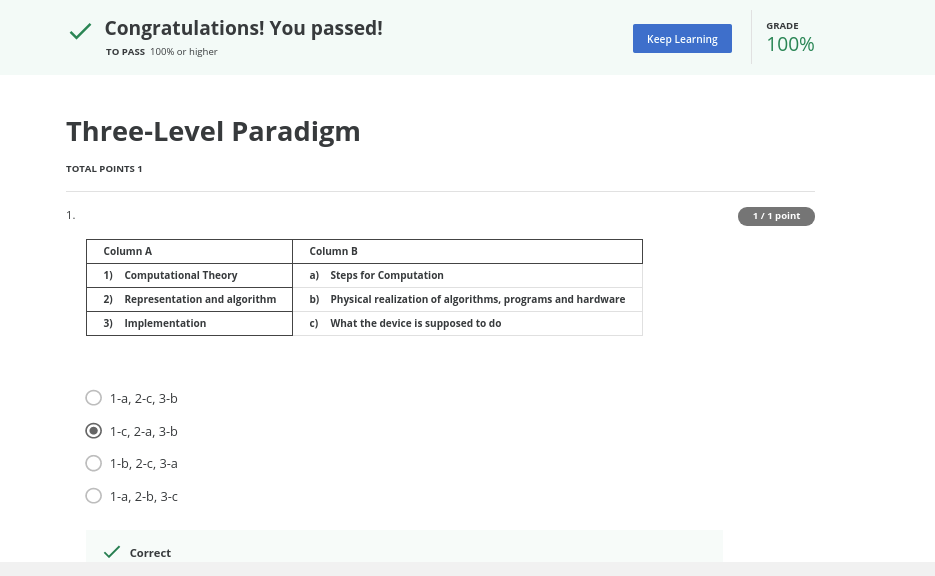 Congratulations! You passed!
TO PASS 100% or higher
Keep Learning
GRADE
100%
Three-Level Paradigm
TOTAL POINTS 1
1.
1 / 1 point
Column A Column B
1) Computational Theory a) Steps for Computation
2) Representation and algorithm b) Physical realization of algorithms, programs and hardware
3) Implementation c) What the device is supposed to do
1-a, 2-c, 3-b
1-c, 2-a, 3-b
1-b, 2-c, 3-a
1-a, 2-b, 3-c
Correct